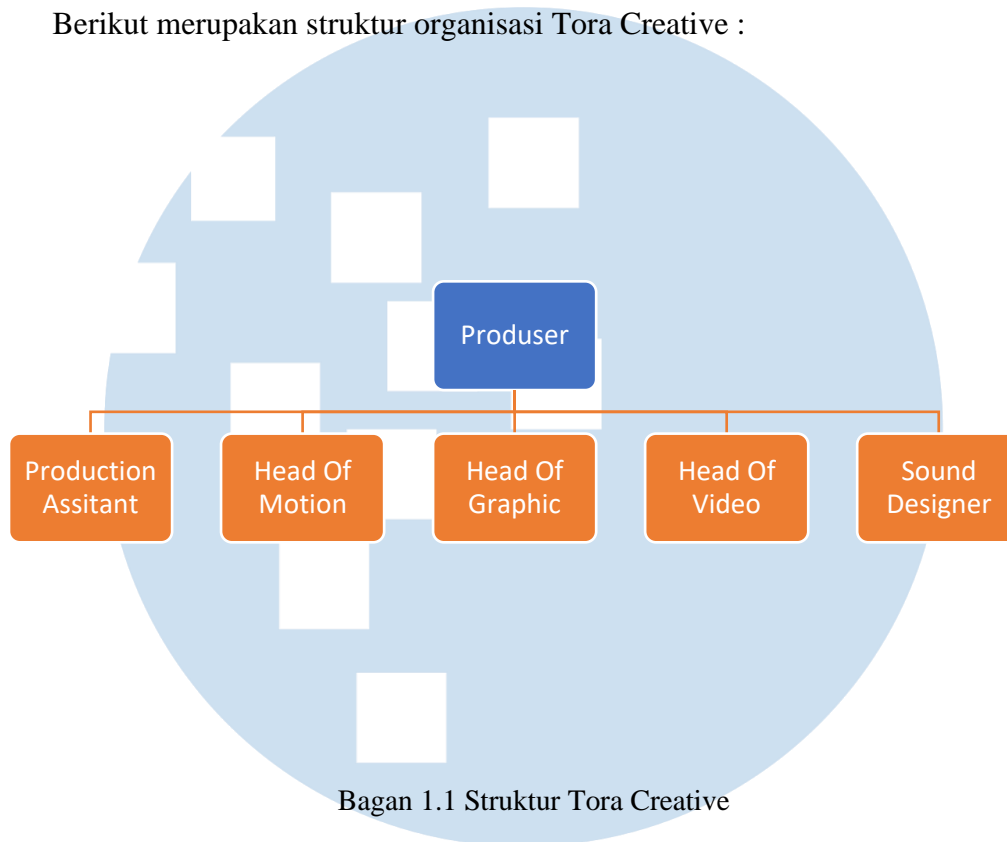 Berikut merupakan struktur organisasi Tora Creative :
Produser
Production
Assitant
Head Of
Motion
Head Of
Graphic
Head Of
Video
Sound
Designer
Bagan 1.1 Struktur Tora Creative